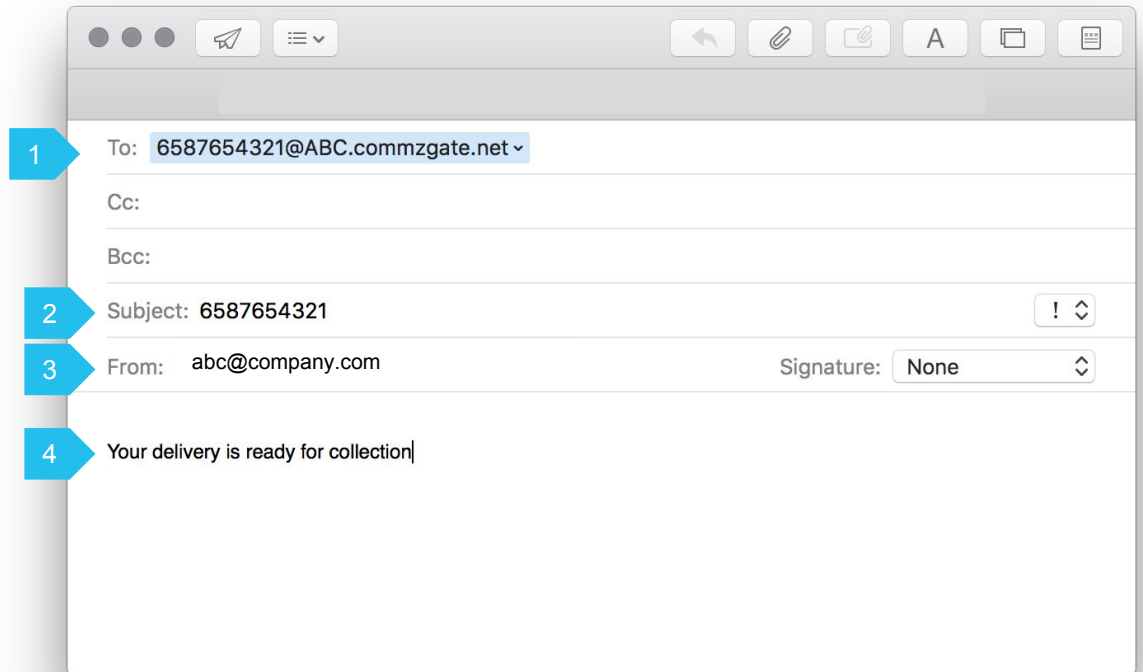 A
1
To: 6587654321@ABC.commzgate.net
Cc:
Bcc:
2
Subject: 6587654321
!
3
From: abc@company.com
Signature: None
4
Your delivery is ready for collection